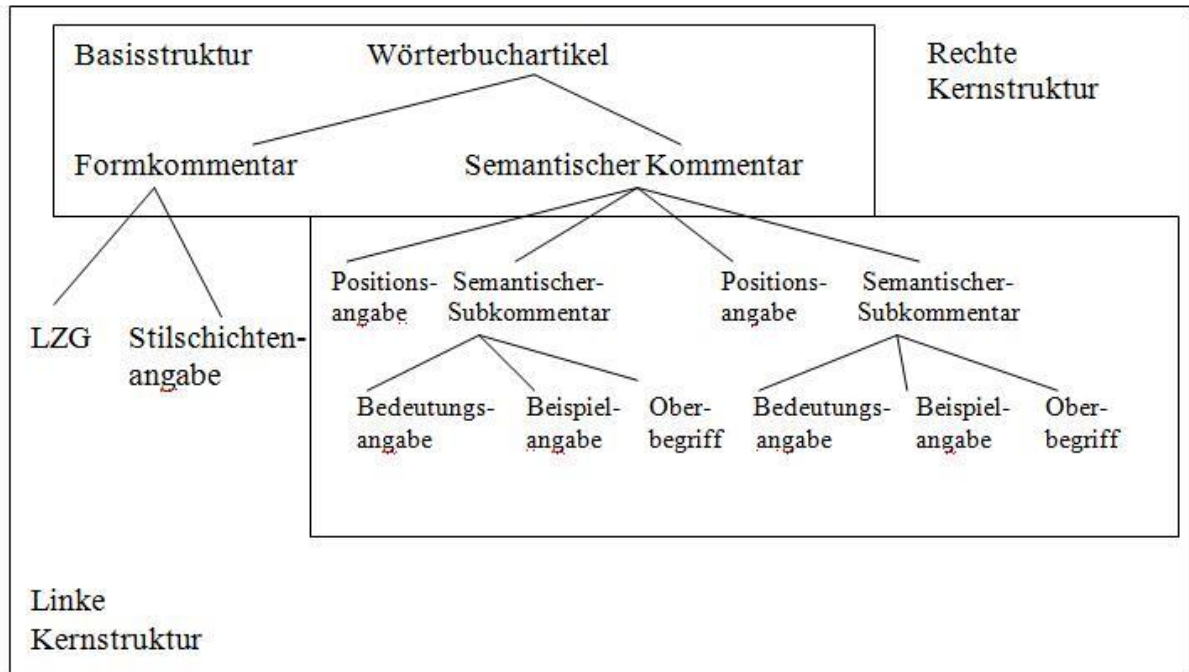 Basisstruktur Wörterbuchartikel Rechte
Kernstruktur
Formkommentar Semantischer Kommentar
Positions-
angabe
Semantischer-
Subkommentar
Positions-
angabe
Semantischer-
Subkommentar
LZG
Stilschichten-
angabe
Bedeutungs-
angabe
Beispiel-
angabe
Ober-
begriff
Bedeutungs-
angabe
Beispiel-
angabe
Ober-
begriff
Linke
Kernstruktur